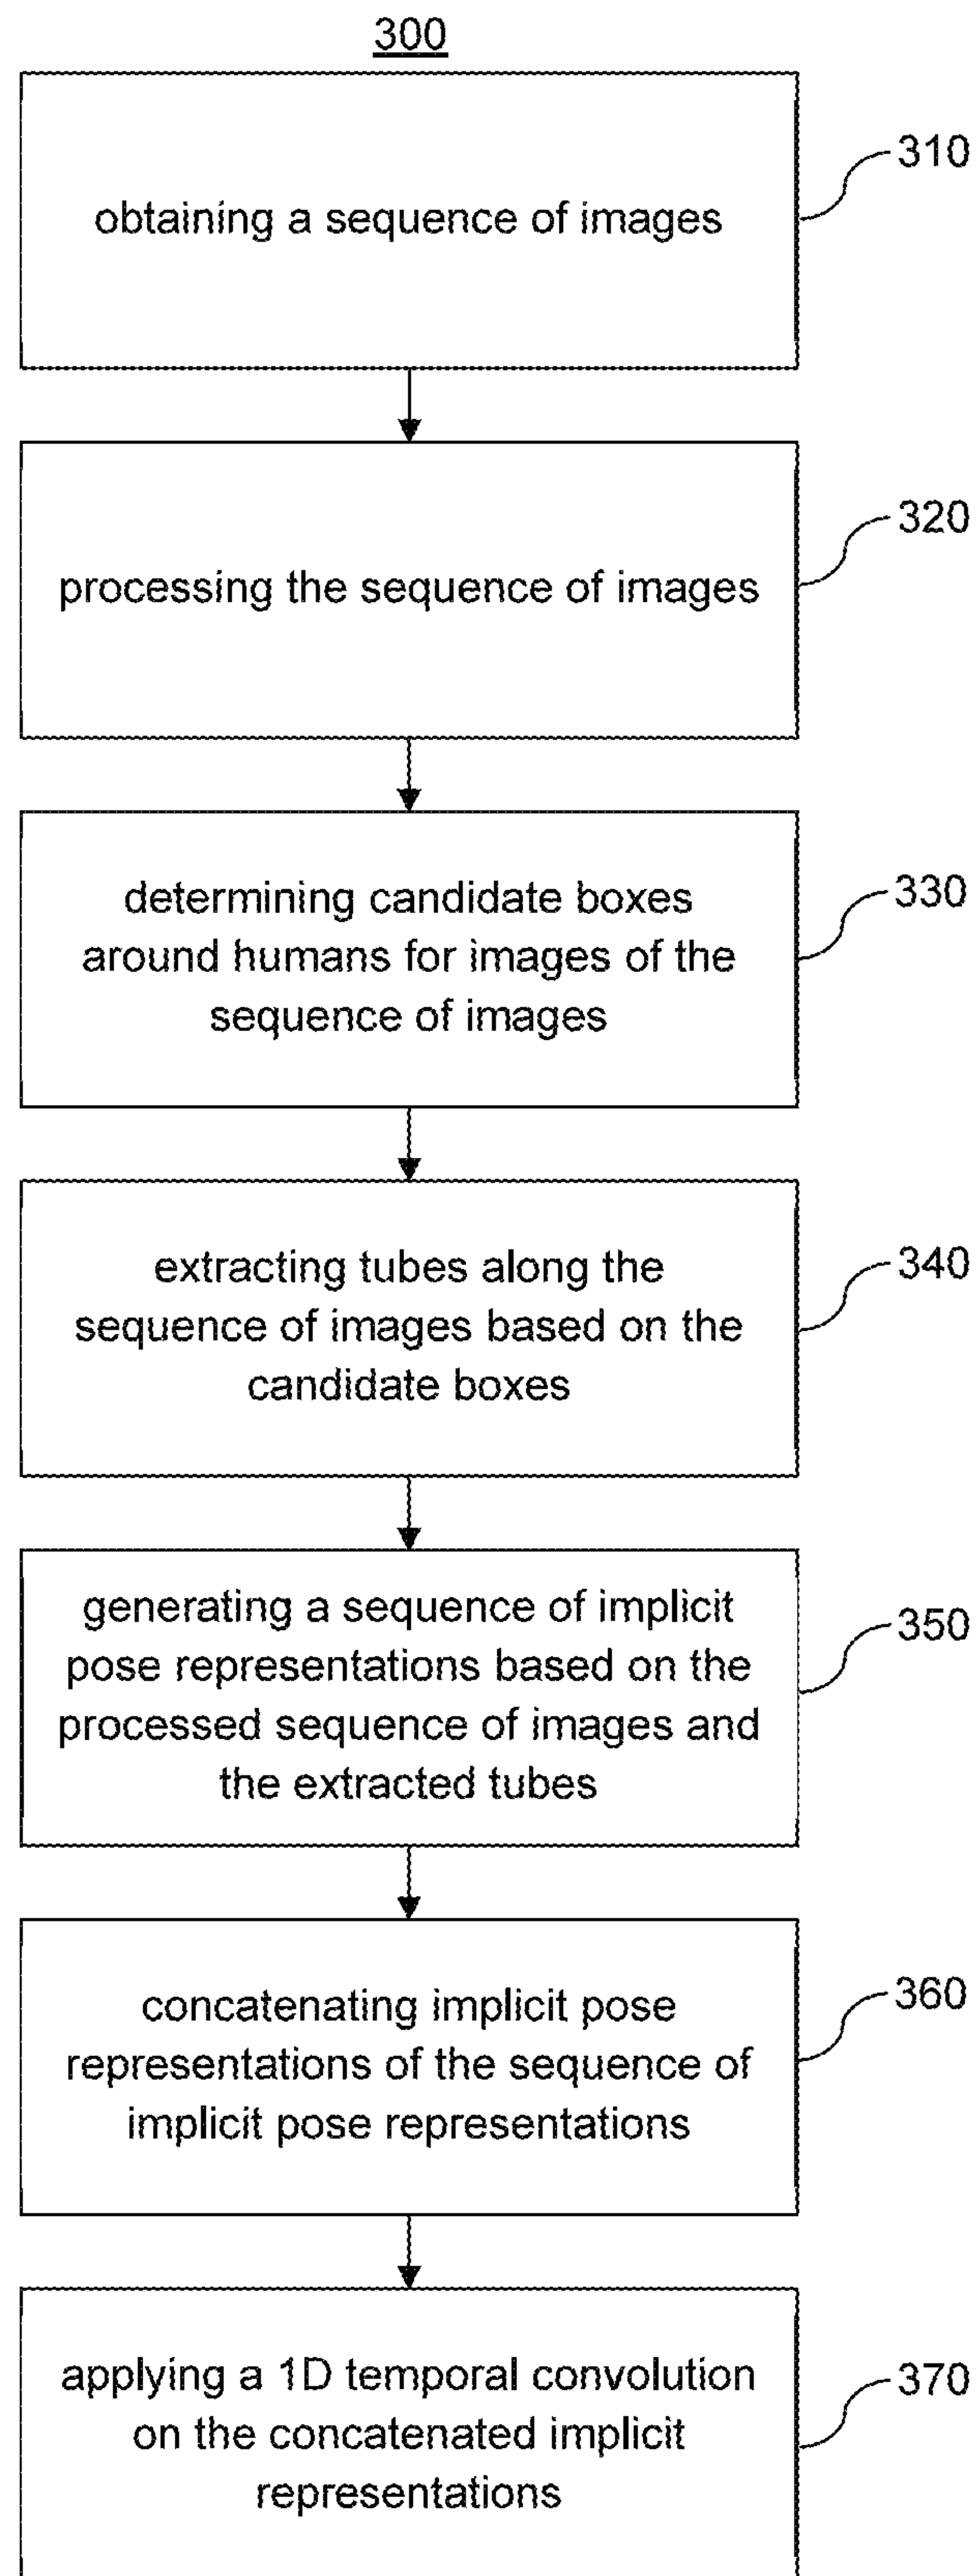 300
obtaining a sequence of images
310
processing the sequence of images
320
determining candidate boxes
around humans for images of the
sequence of images
330
extracting tubes along the
sequence of images based on the
candidate boxes
340
generating a sequence of implicit
pose representations based on the
processed sequence of images and
the extracted tubes
350
concatenating implicit pose
representations of the sequence of
implicit pose representations
360
applying a 1D temporal convolution
on the concatenated implicit
representations
370